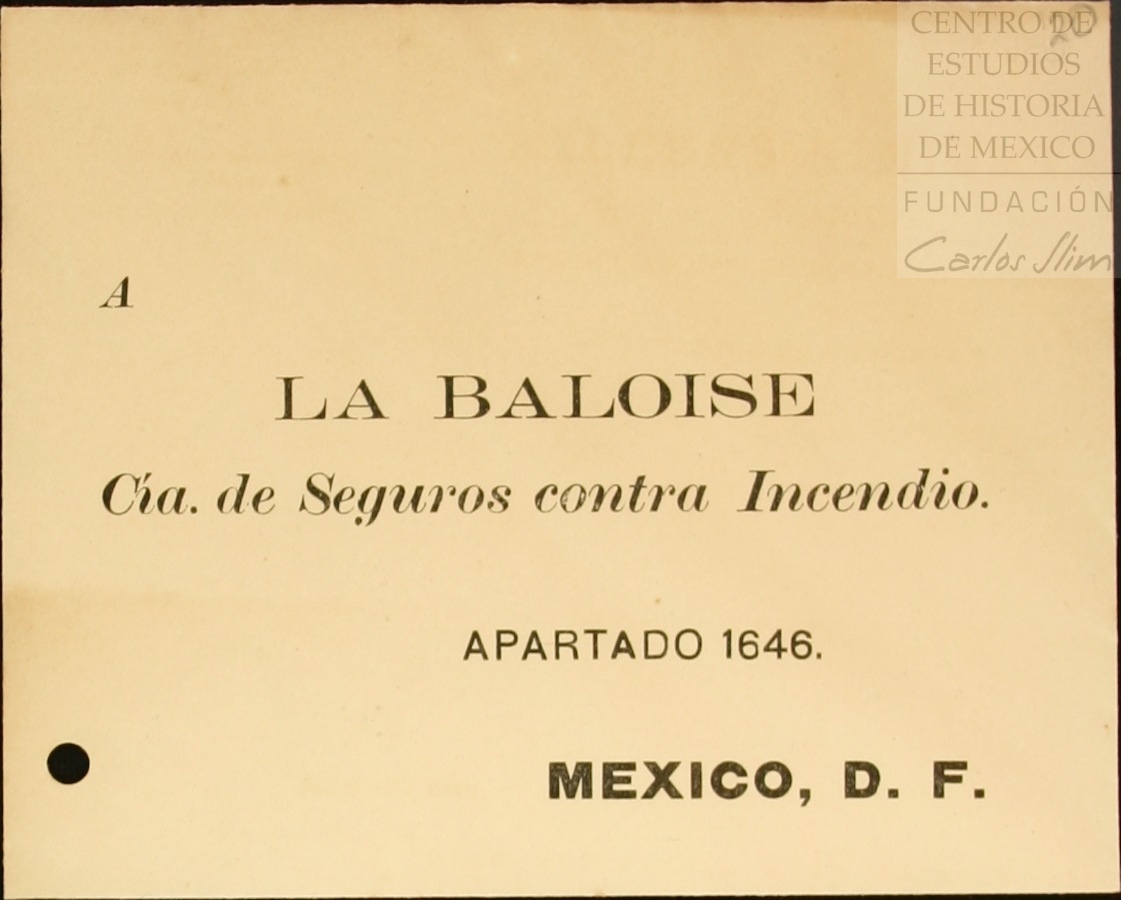 CENTRO DE
ESTUDIOS
DE HISTORIA
DE MEXICO
FUNDACIÓN
Carlos Slim
20
A
LA BALOISE
Cía. de Seguros contra Incendio.
APARTADO 1646.
MEXICO, D. F.